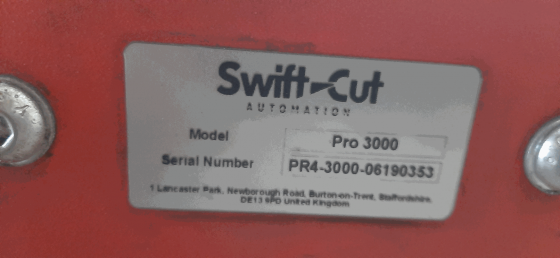 Swift-Cut
AUTOMATION
Model Pro 3000
Serial Number PR4-3000-06190353
1 Lancaster Park, Newborough Road, Burton-on-Trent, Staffordshire,
DE13 9PD United Kingdom